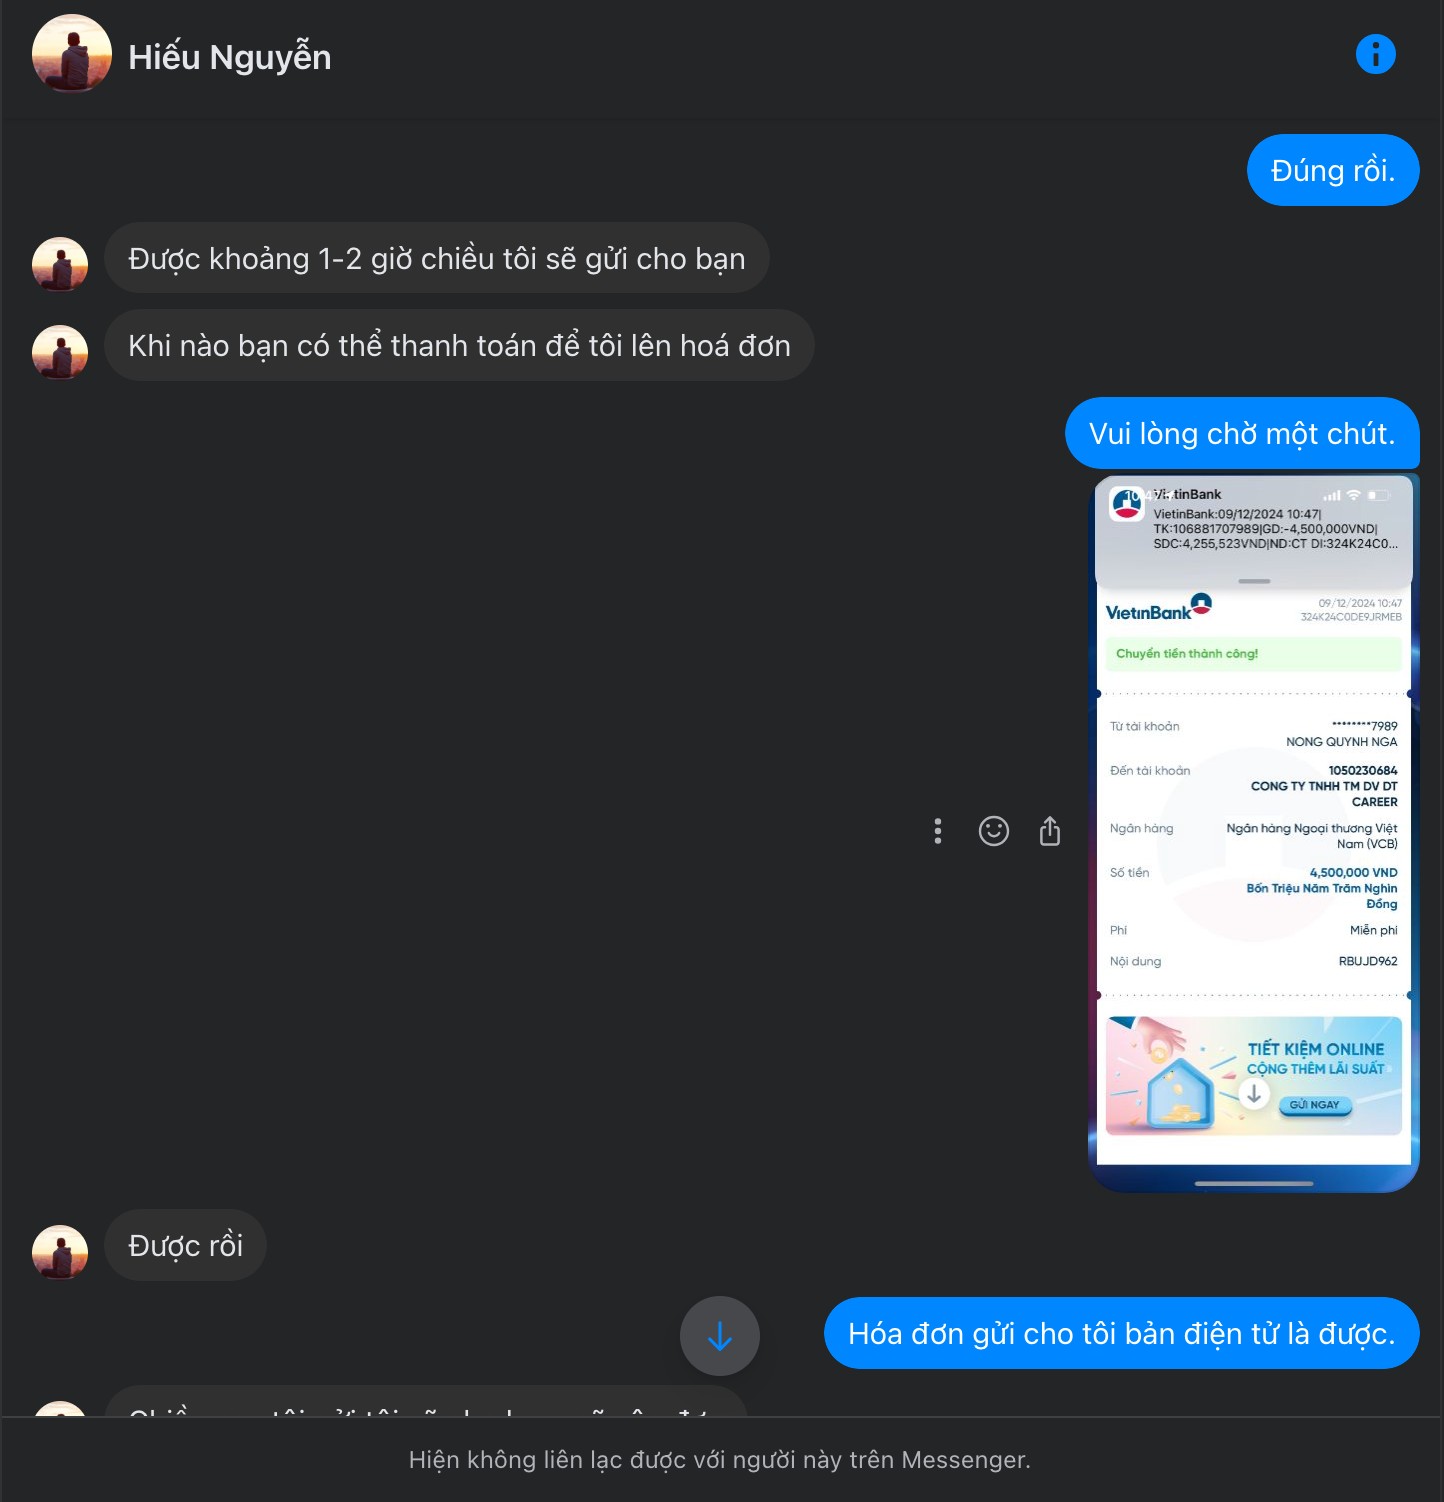 Hiếu Nguyễn
Đúng rồi.
Được khoảng 1-2 giờ chiều tôi sẽ gửi cho bạn
Khi nào bạn có thể thanh toán để tôi lên hoá đơn
Vui lòng chờ một chút.
VietinBank
VietinBank:09/12/2024 10:47|
TK:106881707989|GD:-4,500,000VND|
SDC:4,255,523VND|ND:CT DI:324K24C0...
VietinBank
09/12/2024 10:47
324K24C0DE9JRMEB
Chuyển tiền thành công!
Từ tài khoản
********7989
NONG QUYNH NGA
Đến tài khoản
1050230684
CONG TY TNHH TM DV DT
CAREER
Ngân hàng
Ngân hàng Ngoại thương Việt
Nam (VCB)
Số tiền
4,500,000 VND
Bốn Triệu Năm Trăm Nghìn
Đồng
Phí
Miễn phí
Nội dung
RBUJD962
TIẾT KIỆM ONLINE
CỘNG THÊM LÃI SUẤT
GỬI NGAY
Được rồi
Hóa đơn gửi cho tôi bản điện tử là được.
Hiện không liên lạc được với người này trên Messenger.